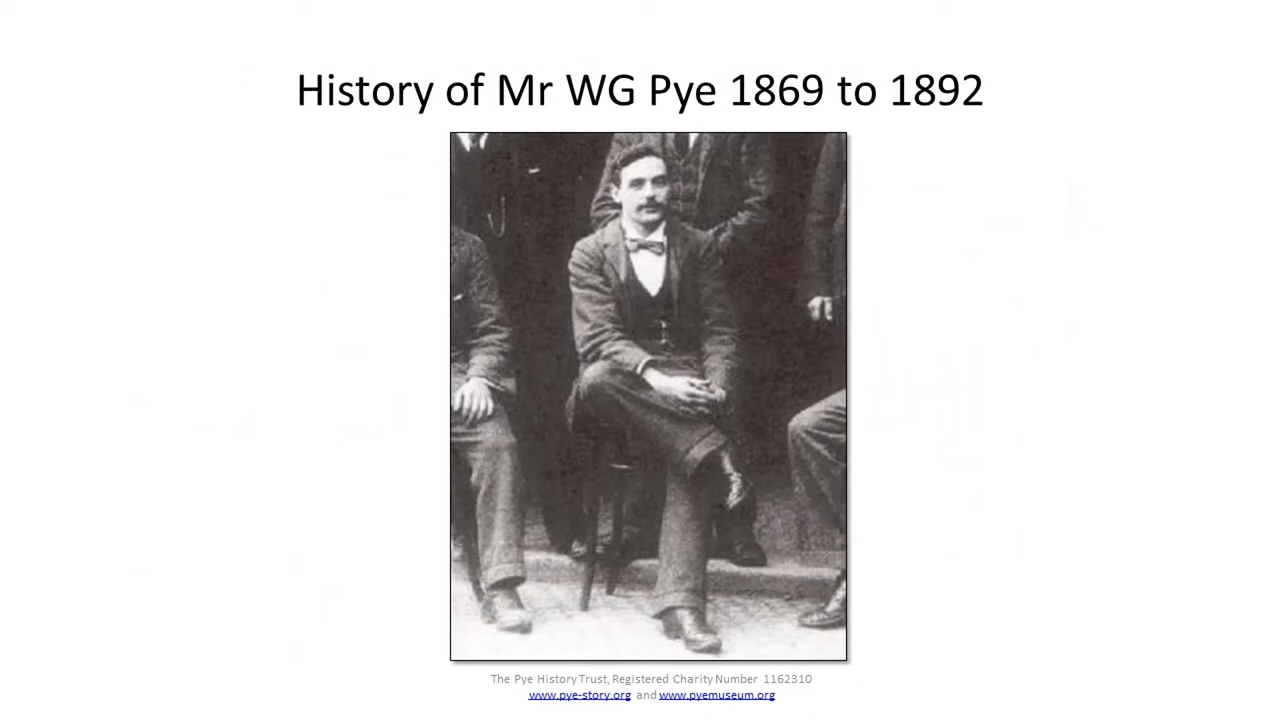 History of Mr WG Pye 1869 to 1892
The Pye History Trust, Registered Charity Number 1162310
www.pye-story.org and www.pyemuseum.org